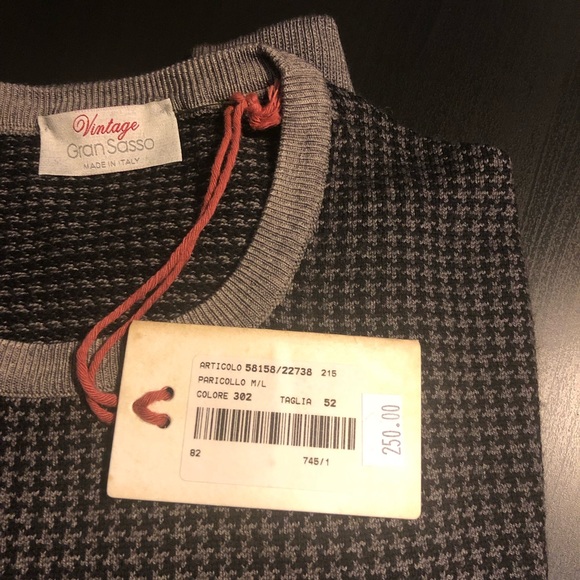 Vintage
Gran Sasso
MADE IN ITALY
ARTICOLO 58158/22738 215
PARICOLLO M/L
COLORE 302 TAGLIA 52
82 745/1
250.00